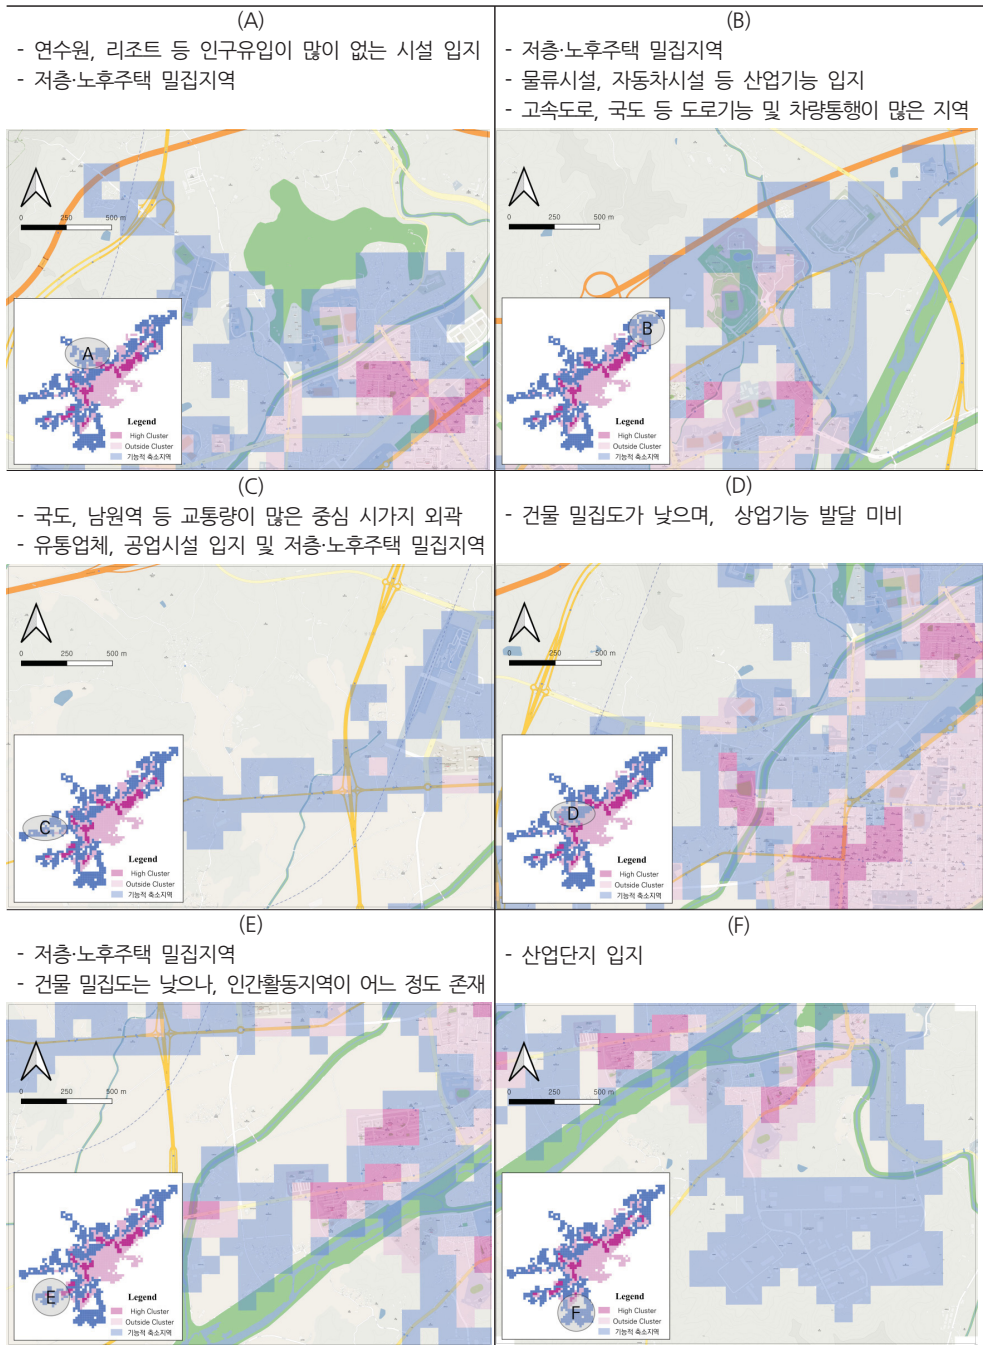 (A)
- 연수원, 리조트 등 인구유입이 많이 없는 시설 입지
- 저층·노후주택 밀집지역
0 250 500 m
A
Legend
High Cluster
Outside Cluster
기능적 축소지역
(B)
- 저층·노후주택 밀집지역
- 물류시설, 자동차시설 등 산업기능 입지
- 고속도로, 국도 등 도로기능 및 차량통행이 많은 지역
0 250 500 m
B
Legend
High Cluster
Outside Cluster
기능적 축소지역
(C)
- 국도, 남원역 등 교통량이 많은 중심 시가지 외곽
- 유통업체, 공업시설 입지 및 저층·노후주택 밀집지역
0 250 500 m
C
Legend
High Cluster
Outside Cluster
기능적 축소지역
(D)
- 건물 밀집도가 낮으며, 상업기능 발달 미비
0 250 500 m
D
Legend
High Cluster
Outside Cluster
기능적 축소지역
(E)
- 저층·노후주택 밀집지역
- 건물 밀집도는 낮으나, 인간활동지역이 어느 정도 존재
0 250 500 m
E
Legend
High Cluster
Outside Cluster
기능적 축소지역
(F)
- 산업단지 입지
0 250 500 m
F
Legend
High Cluster
Outside Cluster
기능적 축소지역